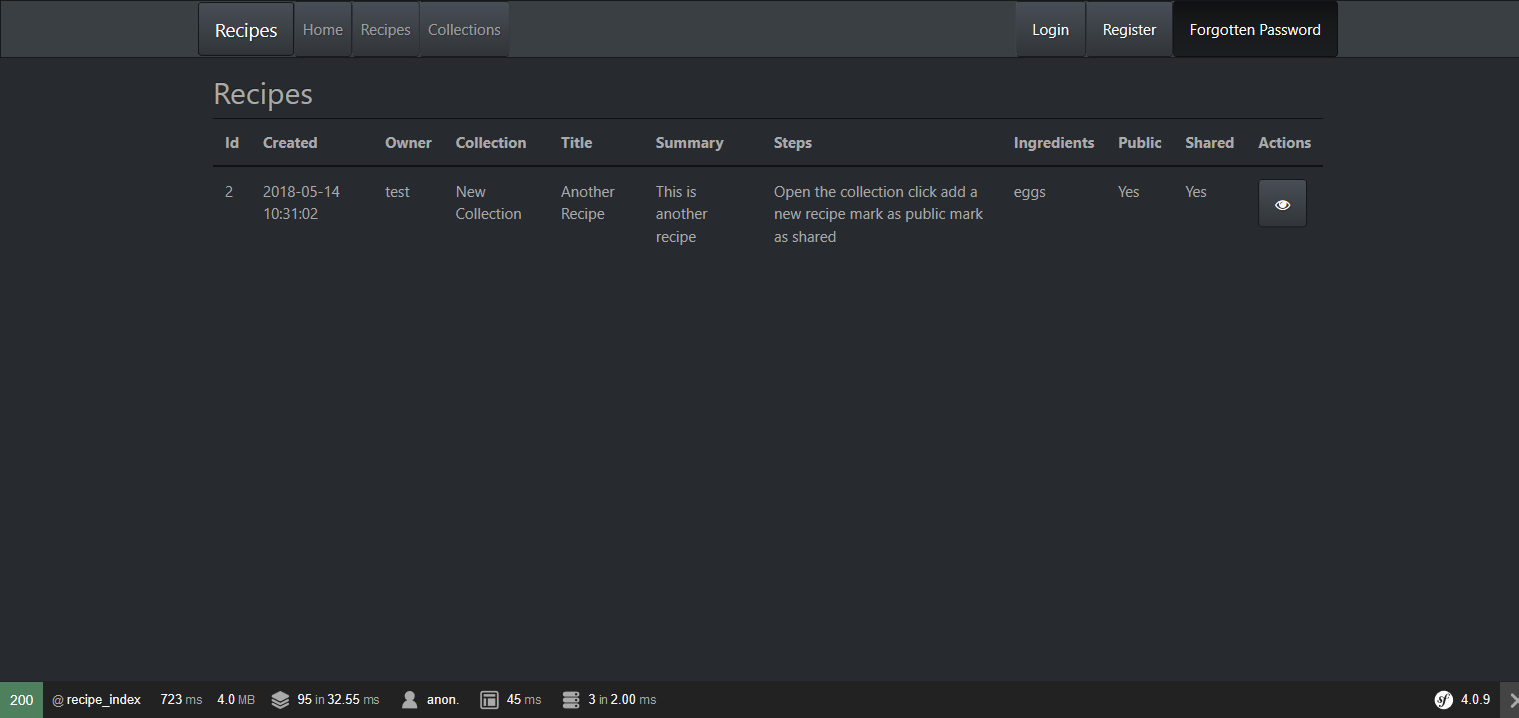 Recipes Home Recipes Collections Login Register Forgotten Password
Recipes
Id Created Owner Collection Title Summary Steps Ingredients Public Shared Actions
2 2018-05-14 test New Another This is Open the collection click add a eggs Yes Yes
10:31:02 Collection Recipe another new recipe mark as public mark
recipe as shared
200 @ recipe_index 723 ms 4.0 MB 95 in 32.55 ms anon. 45 ms 3 in 2.00 ms sf 4.0.9